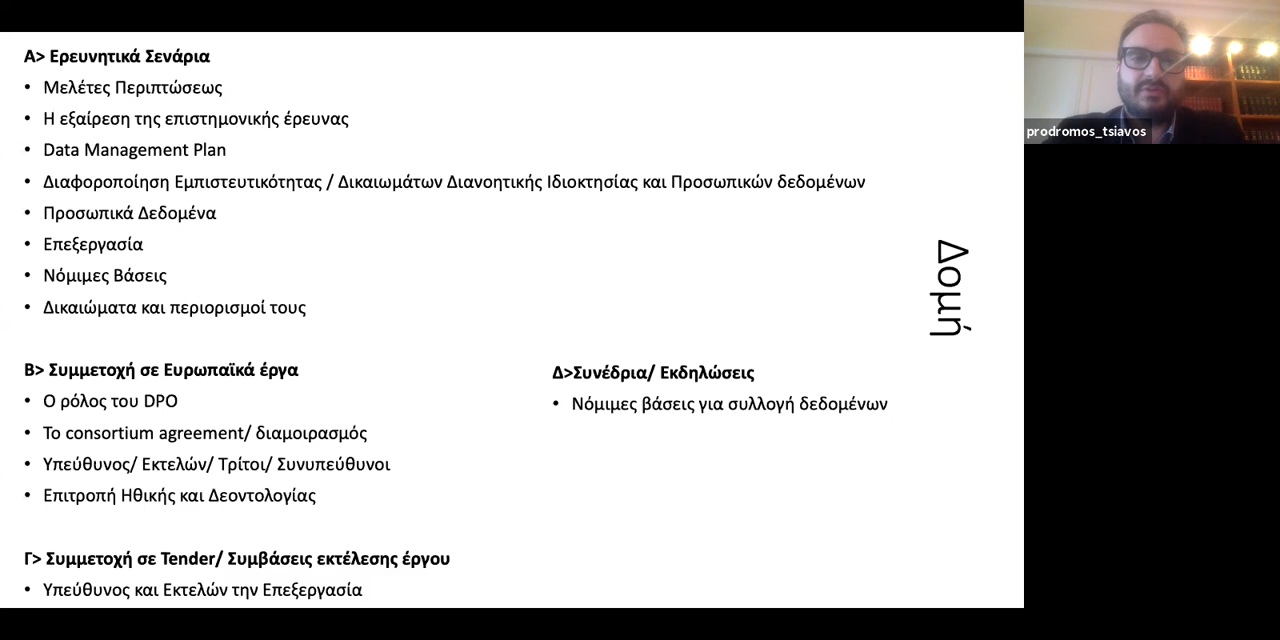 Α> Ερευνητικά Σενάρια
• Μελέτες Περιπτώσεως
• Η εξαίρεση της επιστημονικής έρευνας
• Data Management Plan
• Διαφοροποίηση Εμπιστευτικότητας / Δικαιωμάτων Διανοητικής Ιδιοκτησίας και Προσωπικών δεδομένων
• Προσωπικά Δεδομένα
• Επεξεργασία
• Νόμιμες Βάσεις
• Δικαιώματα και περιορισμοί τους
Β> Συμμετοχή σε Ευρωπαϊκά έργα
• Ο ρόλος του DPO
• Το consortium agreement/ διαμοιρασμός
• Υπεύθυνος/ Εκτελών/ Τρίτοι/ Συνυπεύθυνοι
• Επιτροπή Ηθικής και Δεοντολογίας
Γ> Συμμετοχή σε Tender/ Συμβάσεις εκτέλεσης έργου
• Υπεύθυνος και Εκτελών την Επεξεργασία
Δ>Συνέδρια/ Εκδηλώσεις
• Νόμιμες βάσεις για συλλογή δεδομένων
Δομή
prodromos_tsiavos